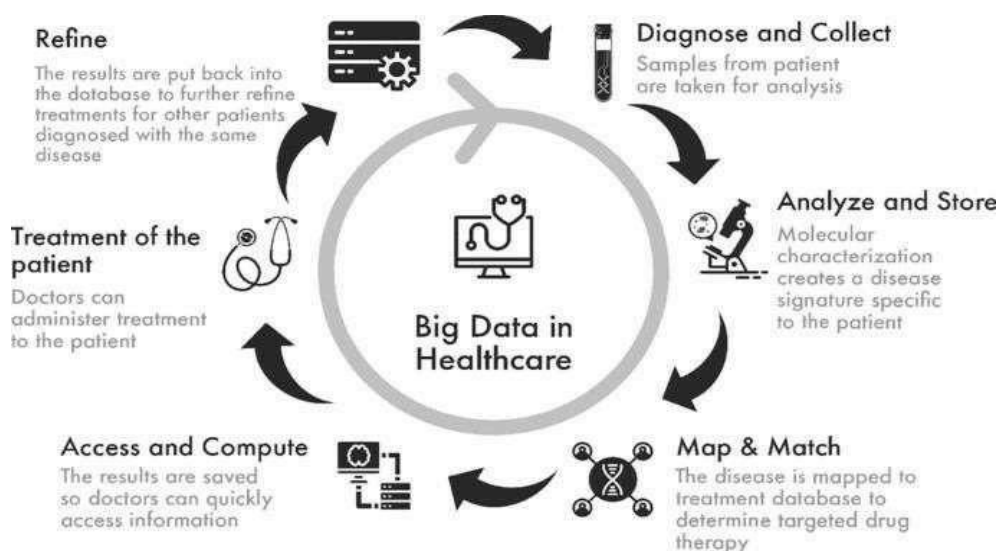 Refine
The results are put back into
the database to further refine
treatments for other patients
diagnosed with the same
disease
Diagnose and Collect
Samples from patient
are taken for analysis
Analyze and Store
Molecular
characterization
creates a disease
signature specific
to the patient
Map & Match
The disease is mapped to
treatment database to
determine targeted drug
therapy
Access and Compute
The results are saved
so doctors can quickly
access information
Treatment of the
patient
Doctors can
administer treatment
to the patient
Big Data in
Healthcare